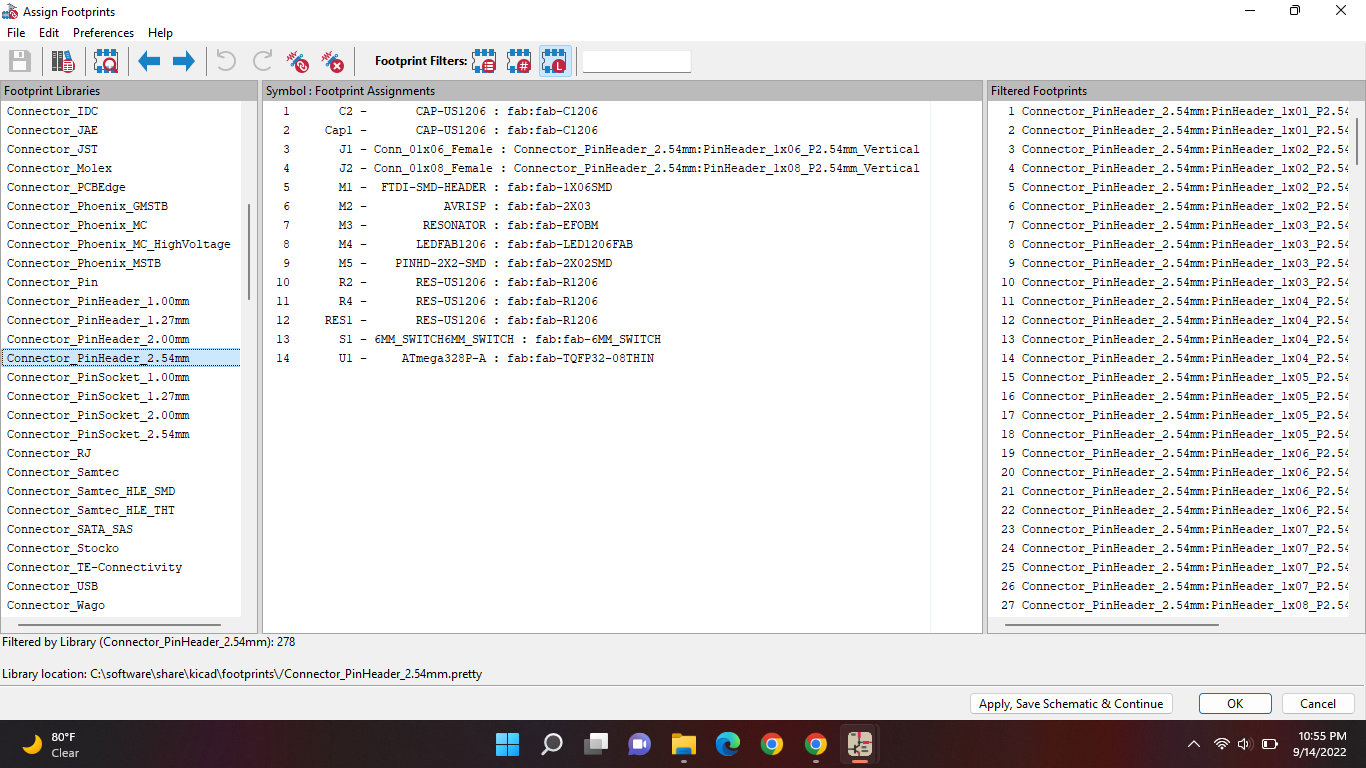 Assign Footprints
File Edit Preferences Help
Footprint Filters:
Footprint Libraries
Connector_IDC
Connector_JAE
Connector_JST
Connector_Molex
Connector_PCBEdge
Connector_Phoenix_GMSTB
Connector_Phoenix_MC
Connector_Phoenix_MC_HighVoltage
Connector_Phoenix_MSTB
Connector_Pin
Connector_PinHeader_1.00mm
Connector_PinHeader_1.27mm
Connector_PinHeader_2.00mm
Connector_PinHeader_2.54mm
Connector_PinSocket_1.00mm
Connector_PinSocket_1.27mm
Connector_PinSocket_2.00mm
Connector_PinSocket_2.54mm
Connector_RJ
Connector_Samtec
Connector_Samtec_HLE_SMD
Connector_Samtec_HLE_THT
Connector_SATA_SAS
Connector_Stocko
Connector_TE-Connectivity
Connector_USB
Connector_Wago
Symbol : Footprint Assignments
1 C2 - CAP-US1206 : fab:fab-C1206
2 Cap1 - CAP-US1206 : fab:fab-C1206
3 J1 - Conn_01x06_Female : Connector_PinHeader_2.54mm:PinHeader_1x06_P2.54mm_Vertical
4 J2 - Conn_01x08_Female : Connector_PinHeader_2.54mm:PinHeader_1x08_P2.54mm_Vertical
5 M1 - FTDI-SMD-HEADER : fab:fab-1X06SMD
6 M2 - AVRISP : fab:fab-2X03
7 M3 - RESONATOR : fab:fab-EFOBM
8 M4 - LEDFAB1206 : fab:fab-LED1206FAB
9 M5 - PINHD-2X2-SMD : fab:fab-2X02SMD
10 R2 - RES-US1206 : fab:fab-R1206
11 R4 - RES-US1206 : fab:fab-R1206
12 RES1 - RES-US1206 : fab:fab-R1206
13 S1 - 6MM_SWITCH6MM_SWITCH : fab:fab-6MM_SWITCH
14 U1 - ATmega328P-A : fab:fab-TQFP32-08THIN
Filtered Footprints
1 Connector_PinHeader_2.54mm:PinHeader_1x01_P2.54
2 Connector_PinHeader_2.54mm:PinHeader_1x01_P2.54
3 Connector_PinHeader_2.54mm:PinHeader_1x02_P2.54
4 Connector_PinHeader_2.54mm:PinHeader_1x02_P2.54
5 Connector_PinHeader_2.54mm:PinHeader_1x02_P2.54
6 Connector_PinHeader_2.54mm:PinHeader_1x02_P2.54
7 Connector_PinHeader_2.54mm:PinHeader_1x03_P2.54
8 Connector_PinHeader_2.54mm:PinHeader_1x03_P2.54
9 Connector_PinHeader_2.54mm:PinHeader_1x03_P2.54
10 Connector_PinHeader_2.54mm:PinHeader_1x03_P2.54
11 Connector_PinHeader_2.54mm:PinHeader_1x04_P2.54
12 Connector_PinHeader_2.54mm:PinHeader_1x04_P2.54
13 Connector_PinHeader_2.54mm:PinHeader_1x04_P2.54
14 Connector_PinHeader_2.54mm:PinHeader_1x04_P2.54
15 Connector_PinHeader_2.54mm:PinHeader_1x05_P2.54
16 Connector_PinHeader_2.54mm:PinHeader_1x05_P2.54
17 Connector_PinHeader_2.54mm:PinHeader_1x05_P2.54
18 Connector_PinHeader_2.54mm:PinHeader_1x05_P2.54
19 Connector_PinHeader_2.54mm:PinHeader_1x06_P2.54
20 Connector_PinHeader_2.54mm:PinHeader_1x06_P2.54
21 Connector_PinHeader_2.54mm:PinHeader_1x06_P2.54
22 Connector_PinHeader_2.54mm:PinHeader_1x06_P2.54
23 Connector_PinHeader_2.54mm:PinHeader_1x07_P2.54
24 Connector_PinHeader_2.54mm:PinHeader_1x07_P2.54
25 Connector_PinHeader_2.54mm:PinHeader_1x07_P2.54
26 Connector_PinHeader_2.54mm:PinHeader_1x07_P2.54
27 Connector_PinHeader_2.54mm:PinHeader_1x08_P2.54
Filtered by Library (Connector_PinHeader_2.54mm): 278
Library location: C:\software\share\kicad\footprints\/Connector_PinHeader_2.54mm.pretty
Apply, Save Schematic & Continue
OK
Cancel
80°F
Clear
10:55 PM
9/14/2022